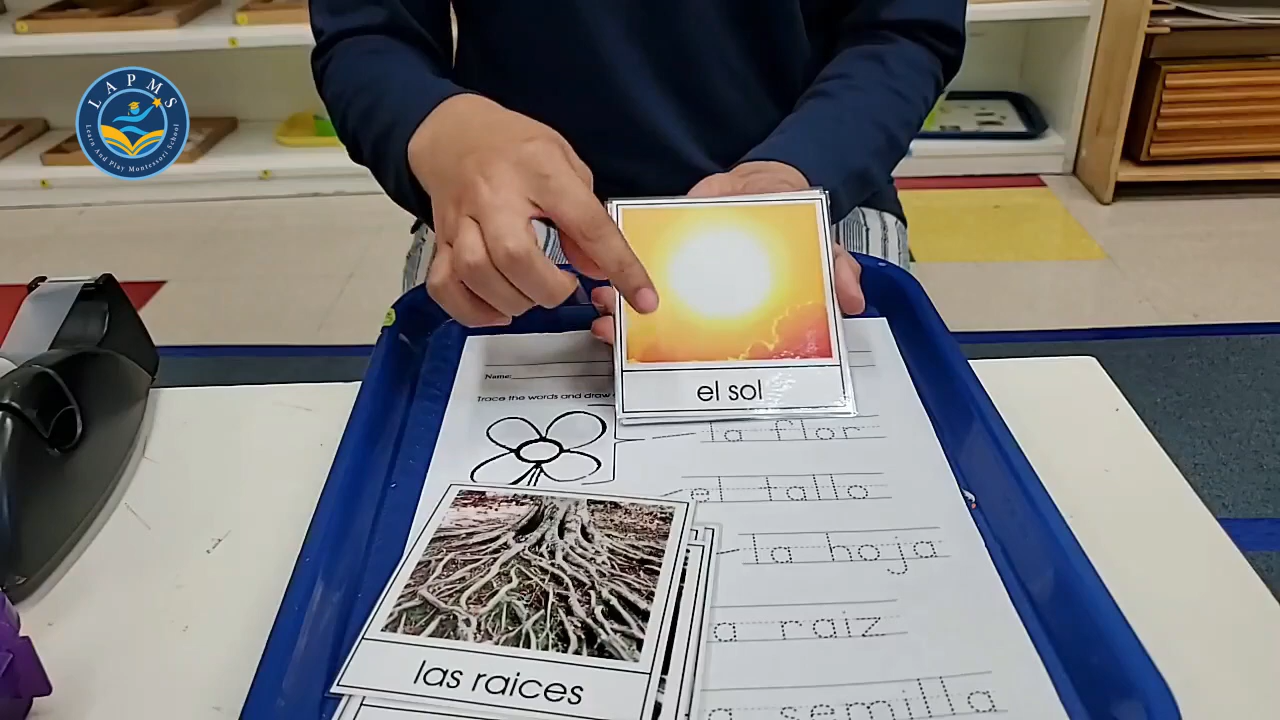 LAPMS
Learn And Play Montessori School
Name:
Trace the words and draw
el sol
la flor
el tallo
la hoja
a raiz
a semilla
las raices